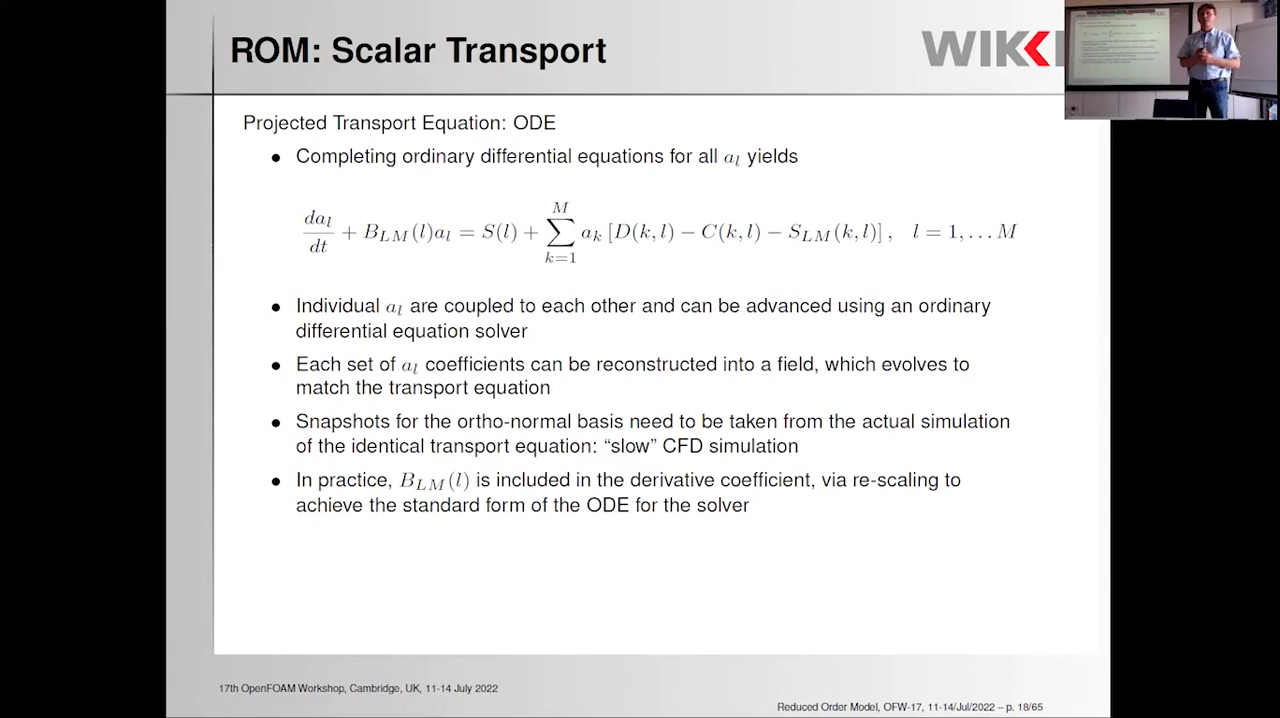 ROM: Scalar Transport
WIKK
Projected Transport Equation: ODE
• Completing ordinary differential equations for all a_l yields
da_l/dt + B_{LM}(l)a_l = S(l) + \sum_{k=1}^{M} a_k [D(k, l) − C(k, l) − S_{LM}(k, l)] , l = 1, . . . M
• Individual a_l are coupled to each other and can be advanced using an ordinary
differential equation solver
• Each set of a_l coefficients can be reconstructed into a field, which evolves to
match the transport equation
• Snapshots for the ortho-normal basis need to be taken from the actual simulation
of the identical transport equation: “slow” CFD simulation
• In practice, B_{LM}(l) is included in the derivative coefficient, via re-scaling to
achieve the standard form of the ODE for the solver
17th OpenFOAM Workshop, Cambridge, UK, 11-14 July 2022
Reduced Order Model, OFW-17, 11-14/Jul/2022 – p. 18/65